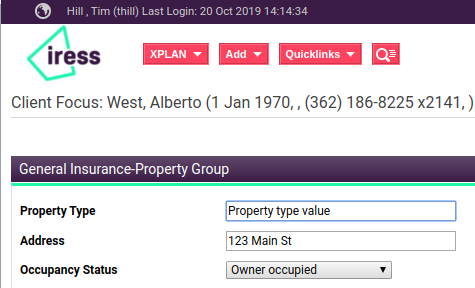 Hill , Tim (thill) Last Login: 20 Oct 2019 14:14:34
iress
XPLAN Add Quicklinks
Client Focus: West, Alberto (1 Jan 1970, , (362) 186-8225 x2141, )
General Insurance-Property Group
Property Type Property type value
Address 123 Main St
Occupancy Status Owner occupied